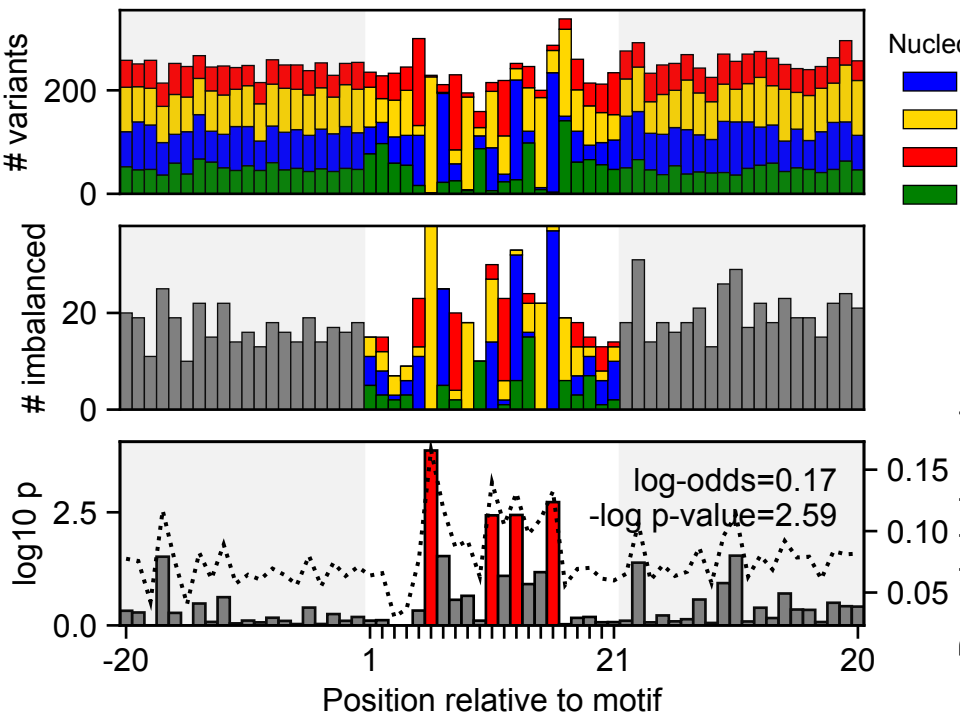 # variants
200
0
Nucleo
# imbalanced
20
0
log10 p
2.5
0.0
log-odds=0.17
-log p-value=2.59
0.15
0.10
0.05
-20
1
21
20
Position relative to motif